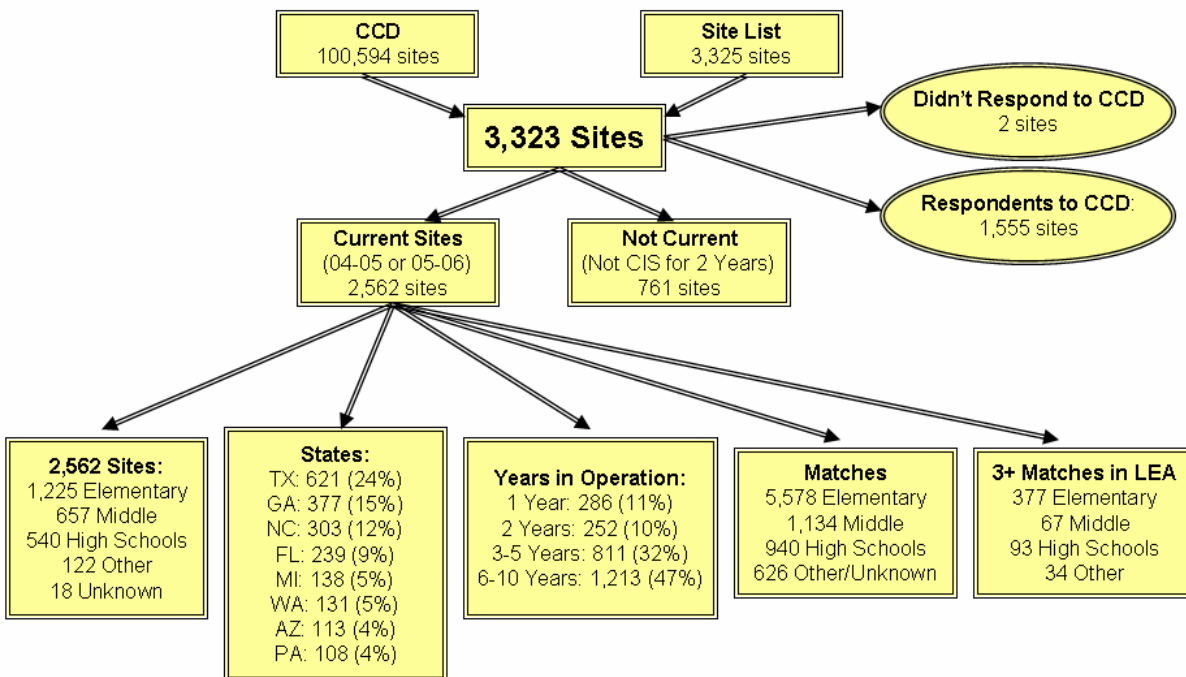 CCD
100,594 sites
Site List
3,325 sites
3,323 Sites
Didn't Respond to CCD
2 sites
Respondents to CCD:
1,555 sites
Current Sites
(04-05 or 05-06)
2,562 sites
Not Current
(Not CIS for 2 Years)
761 sites
2,562 Sites:
1,225 Elementary
657 Middle
540 High Schools
122 Other
18 Unknown
States:
TX: 621 (24%)
GA: 377 (15%)
NC: 303 (12%)
FL: 239 (9%)
MI: 138 (5%)
WA: 131 (5%)
AZ: 113 (4%)
PA: 108 (4%)
Years in Operation:
1 Year: 286 (11%)
2 Years: 252 (10%)
3-5 Years: 811 (32%)
6-10 Years: 1,213 (47%)
Matches
5,578 Elementary
1,134 Middle
940 High Schools
626 Other/Unknown
3+ Matches in LEA
377 Elementary
67 Middle
93 High Schools
34 Other